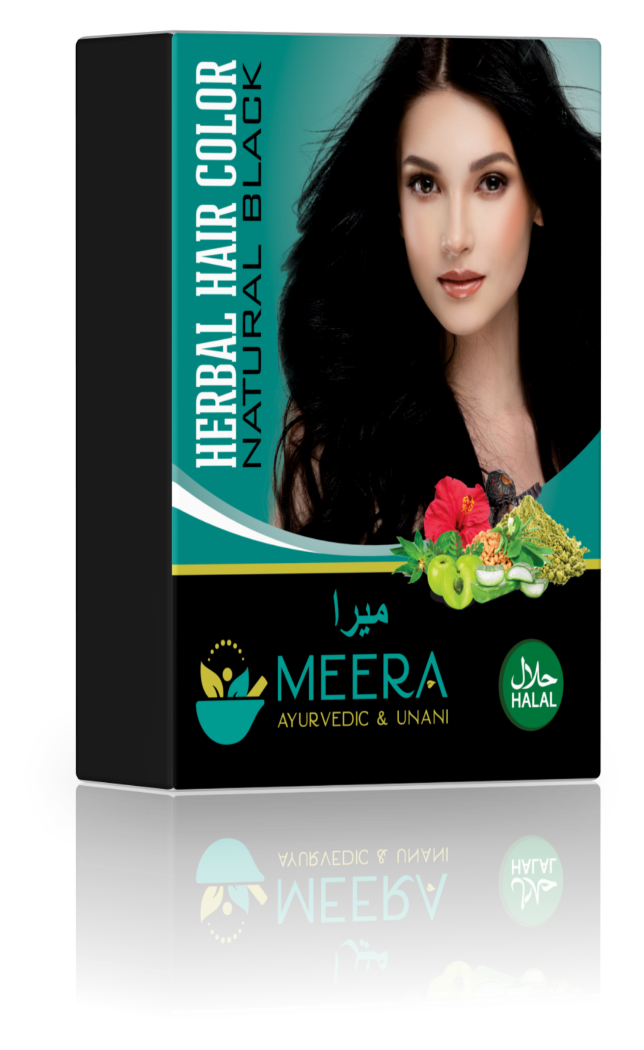 HERBAL HAIR COLOR
NATURAL BLACK
ميرا
MEERA
AYURVEDIC & UNANI
حلال
HALAL